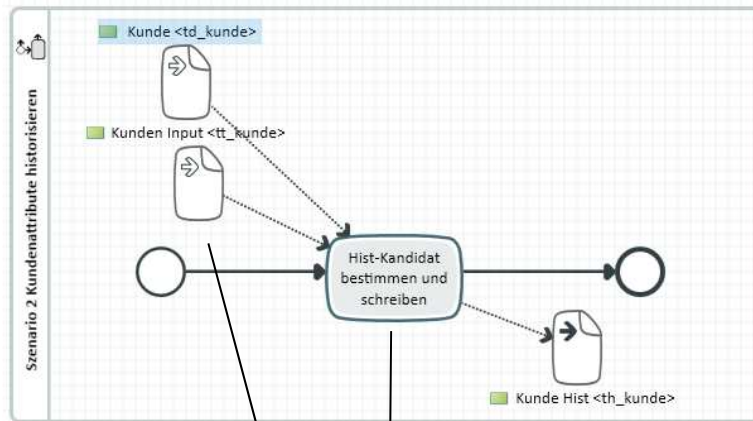 Szenario 2 Kundenattribute historisieren
Kunde <td_kunde>
Kunden Input <tt_kunde>
Hist-Kandidat
bestimmen und
schreiben
Kunde Hist <th_kunde>